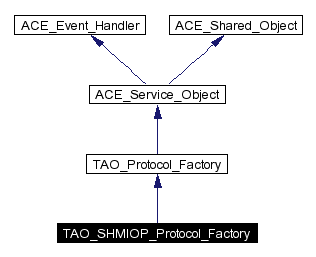 ACE_Event_Handler ACE_Shared_Object
ACE_Service_Object
TAO_Protocol_Factory
TAO_SHMIOP_Protocol_Factory